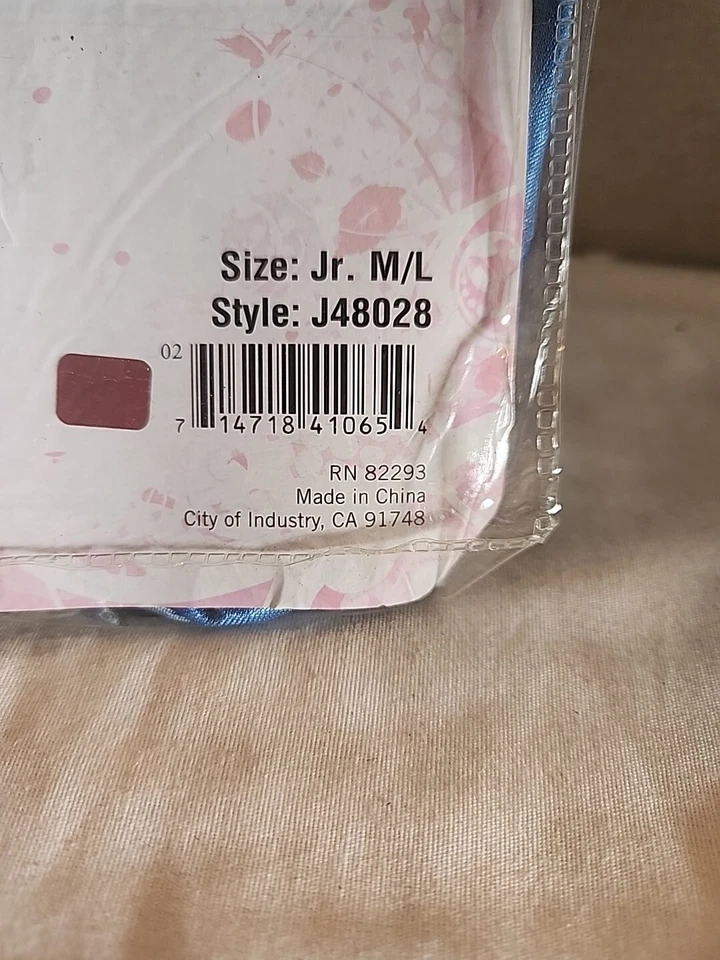 Size: Jr. M/L
Style: J48028
02
7 14718 41065 4
RN 82293
Made in China
City of Industry, CA 91748